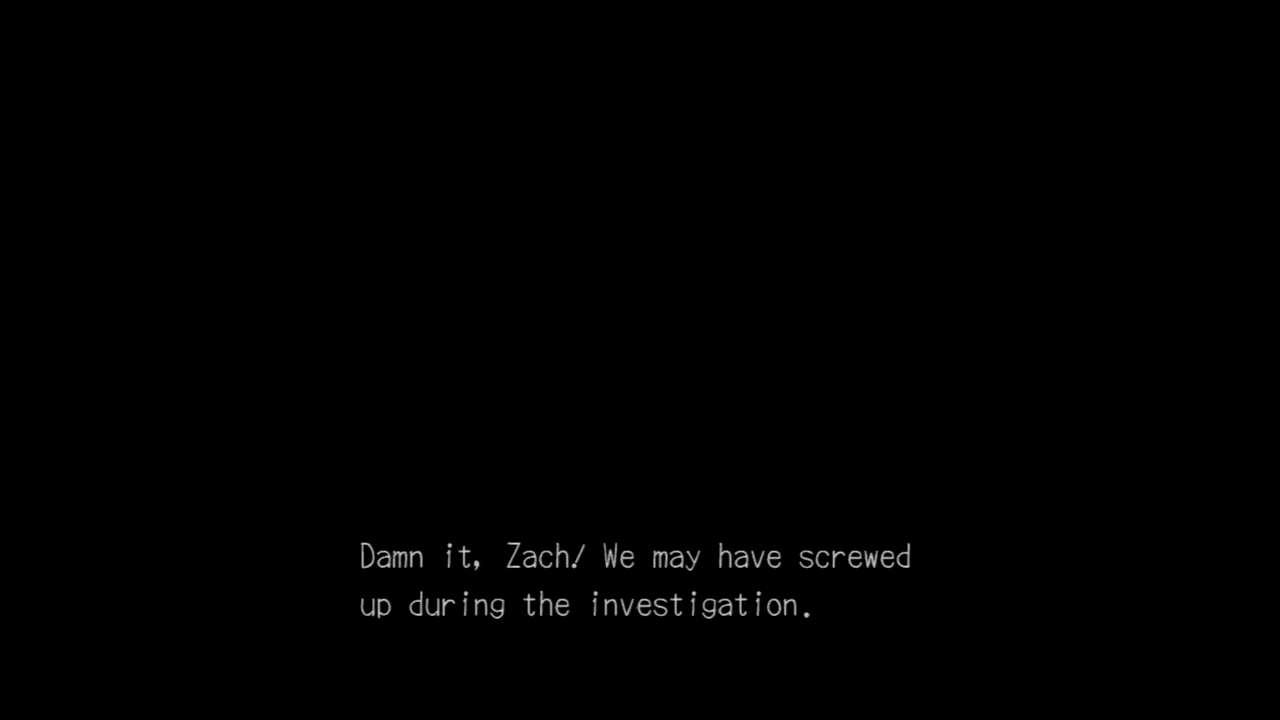 Damn it, Zach! We may have screwed
up during the investigation.